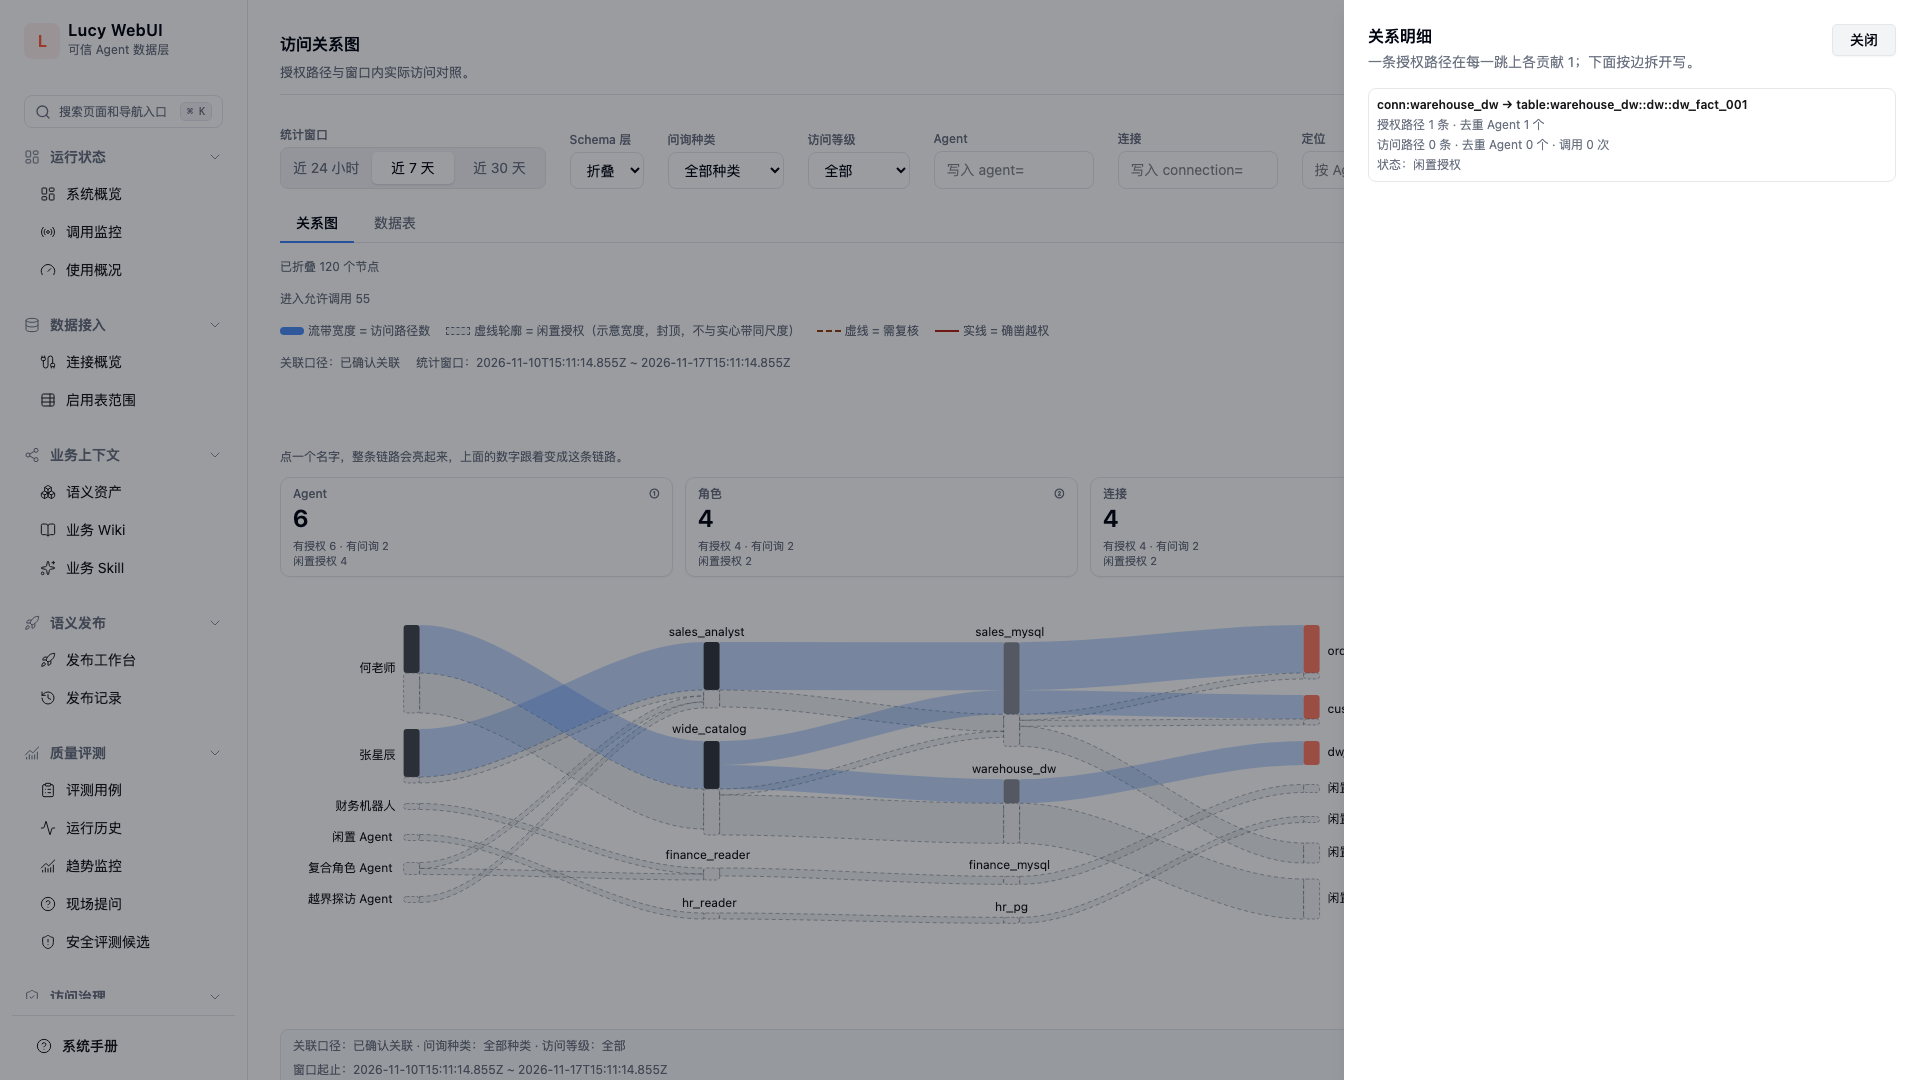 L
Lucy WebUI
可信 Agent 数据层
搜索页面和导航入口 ⌘ K
运行状态
系统概览
调用监控
使用概况
数据接入
连接概览
启用表范围
业务上下文
语义资产
业务 Wiki
业务 Skill
语义发布
发布工作台
发布记录
质量评测
评测用例
运行历史
趋势监控
现场提问
安全评测候选
访问治理
系统手册
访问关系图
授权路径与窗口内实际访问对照。
统计窗口
近 24 小时 近 7 天 近 30 天
Schema 层
折叠
问询种类
全部种类
访问等级
全部
Agent
写入 agent=
连接
写入 connection=
定位
按 Ag
关系图 数据表
已折叠 120 个节点
进入允许调用 55
流带宽度 = 访问路径数 虚线轮廓 = 闲置授权（示意宽度，封顶，不与实心带同尺度） 虚线 = 需复核 实线 = 确凿越权
关联口径：已确认关联 统计窗口：2026-11-10T15:11:14.855Z ~ 2026-11-17T15:11:14.855Z
点一个名字，整条链路会亮起来，上面的数字跟着变成这条链路。
Agent
6
有授权 6 · 有问询 2
闲置授权 4
角色
4
有授权 4 · 有问询 2
闲置授权 2
连接
4
有授权 4 · 有问询 2
闲置授权 2
何老师
张星辰
财务机器人
闲置 Agent
复合角色 Agent
越界探访 Agent
sales_analyst
wide_catalog
finance_reader
hr_reader
sales_mysql
warehouse_dw
finance_mysql
hr_pg
ord
cus
dw
闲置
闲置
闲置
闲置
关联口径：已确认关联 · 问询种类：全部种类 · 访问等级：全部
窗口起止：2026-11-10T15:11:14.855Z ~ 2026-11-17T15:11:14.855Z
关系明细
关闭
一条授权路径在每一跳上各贡献 1；下面按边拆开写。
conn:warehouse_dw → table:warehouse_dw::dw::dw_fact_001
授权路径 1 条 · 去重 Agent 1 个
访问路径 0 条 · 去重 Agent 0 个 · 调用 0 次
状态：闲置授权